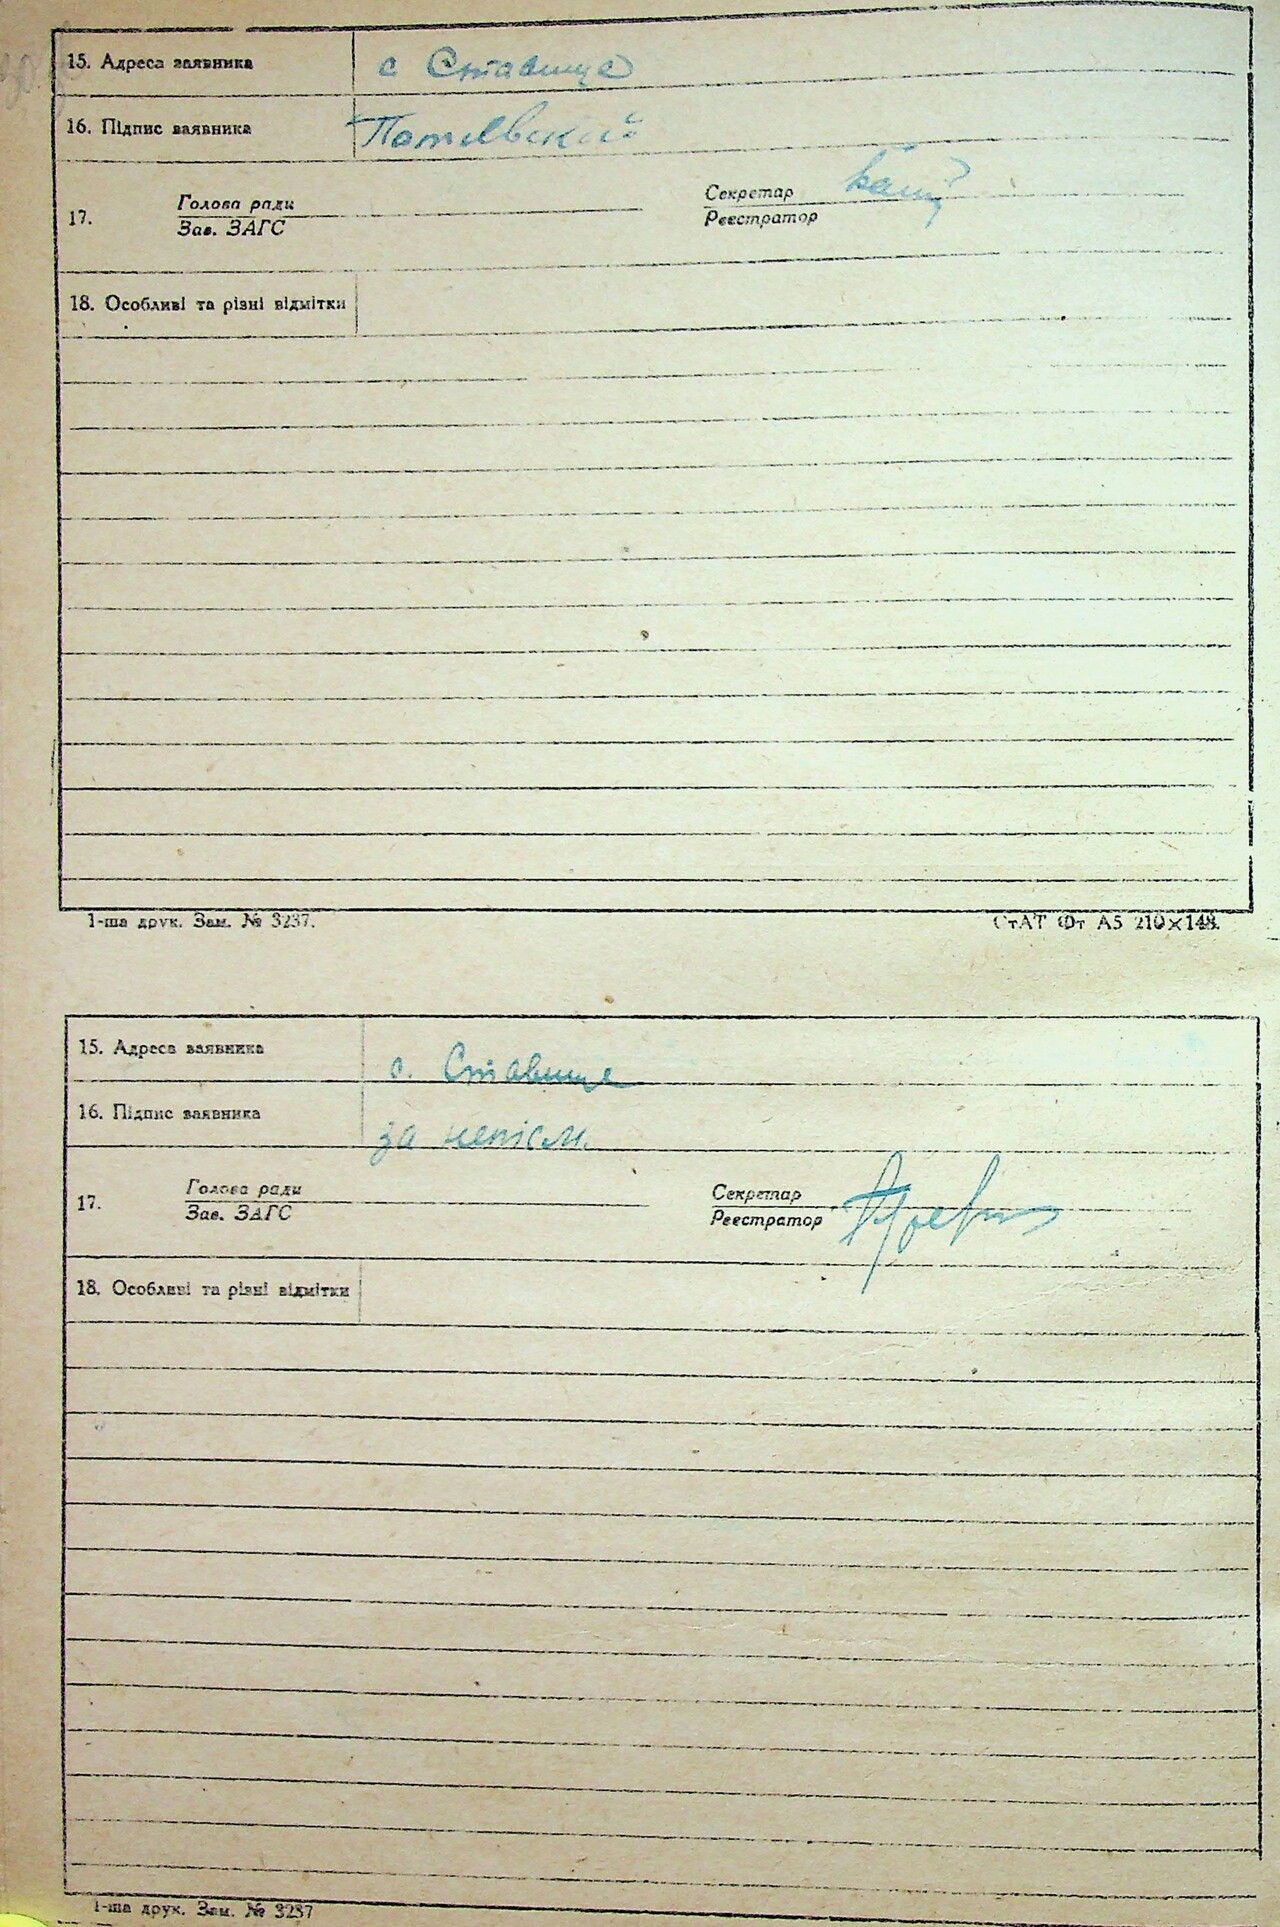 15. Адреса заявника с Ставище
16. Підпис заявника
17. Голова ради Секретар
Зав. ЗАГС Реєстратор
18. Особливі та різні відмітки
1-ша друк. Зам. № 3237. СтАТ Фт А5 210×148.
15. Адреса заявника с. Ставище
16. Підпис заявника за неписм.
17. Голова ради Секретар
Зав. ЗАГС Реєстратор
18. Особливі та різні відмітки
1-ша друк. Зам. № 3237